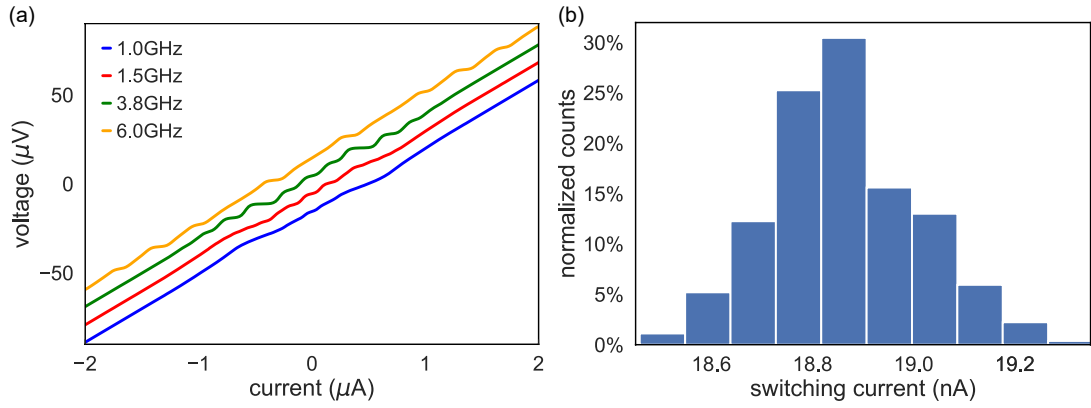 (a)
1.0GHz
1.5GHz
3.8GHz
6.0GHz
50
0
−50
voltage (μV)
−2
−1
0
1
2
current (μA)
(b)
30%
25%
20%
15%
10%
5%
0%
normalized counts
18.6
18.8
19.0
19.2
switching current (nA)